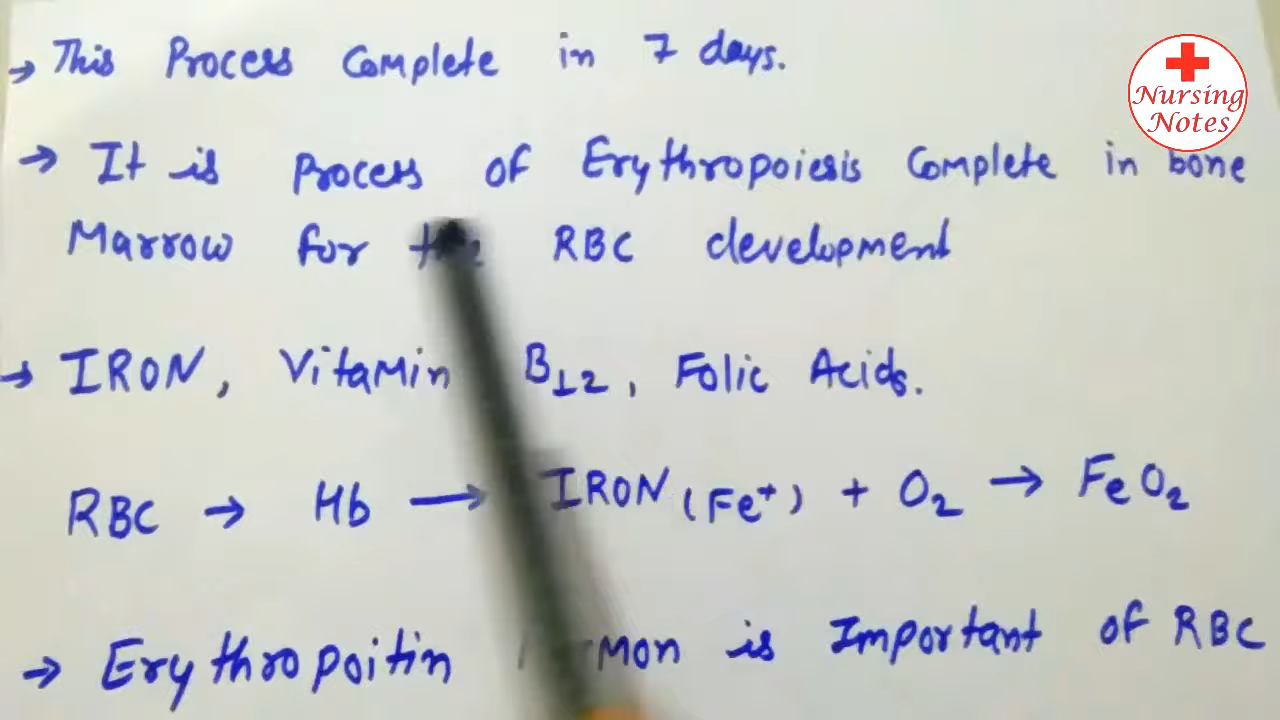 → This Process Complete in 7 days.
Nursing
Notes
→ It is Process of Erythropoiesis Complete in bone
Marrow for the RBC development
→ IRON, Vitamin B12, Folic Acids.
RBC → Hb → IRON (Fe+) + O2 → FeO2
→ Erythropoitin is Important of RBC